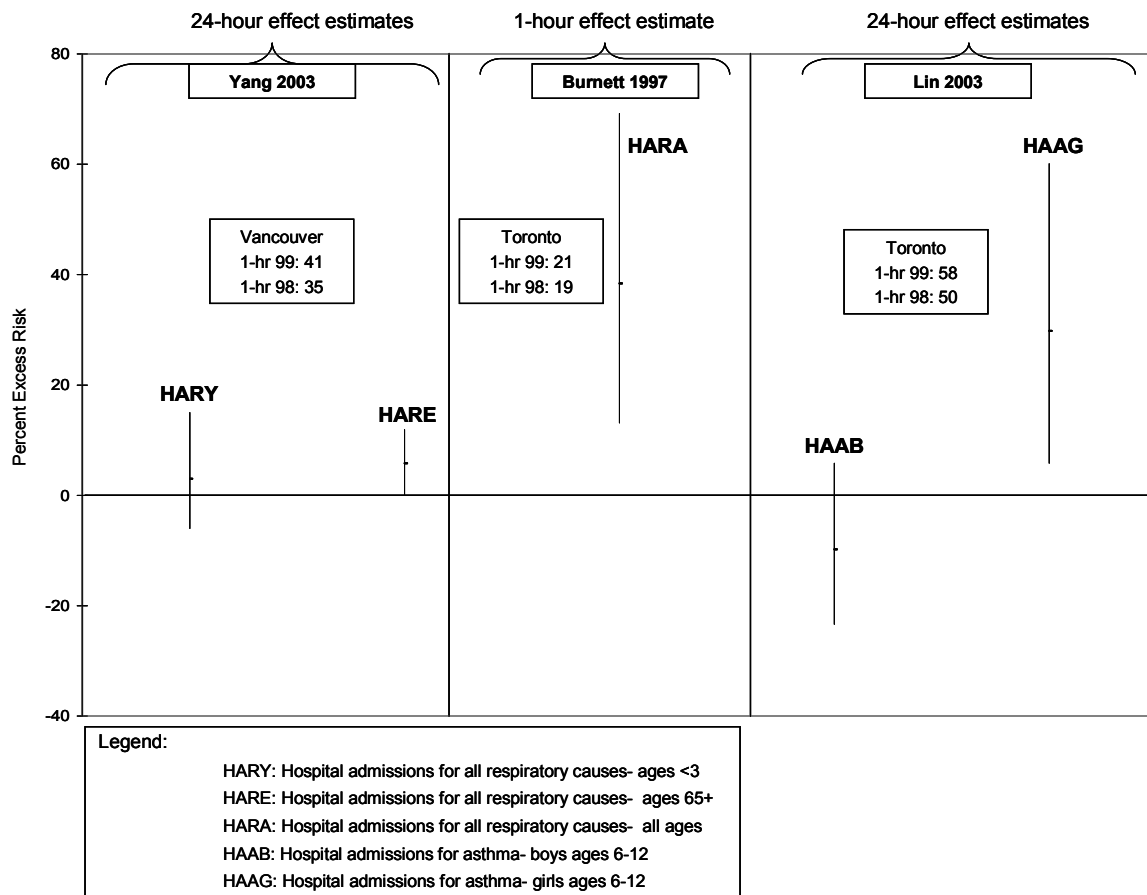 24-hour effect estimates
1-hour effect estimate
24-hour effect estimates
80
60
40
20
0
-20
-40
Percent Excess Risk
Yang 2003
Burnett 1997
Lin 2003
HARA
HAAG
Vancouver
1-hr 99: 41
1-hr 98: 35
Toronto
1-hr 99: 21
1-hr 98: 19
Toronto
1-hr 99: 58
1-hr 98: 50
HARY
HARE
HAAB
Legend:
HARY: Hospital admissions for all respiratory causes- ages <3
HARE: Hospital admissions for all respiratory causes- ages 65+
HARA: Hospital admissions for all respiratory causes- all ages
HAAB: Hospital admissions for asthma- boys ages 6-12
HAAG: Hospital admissions for asthma- girls ages 6-12